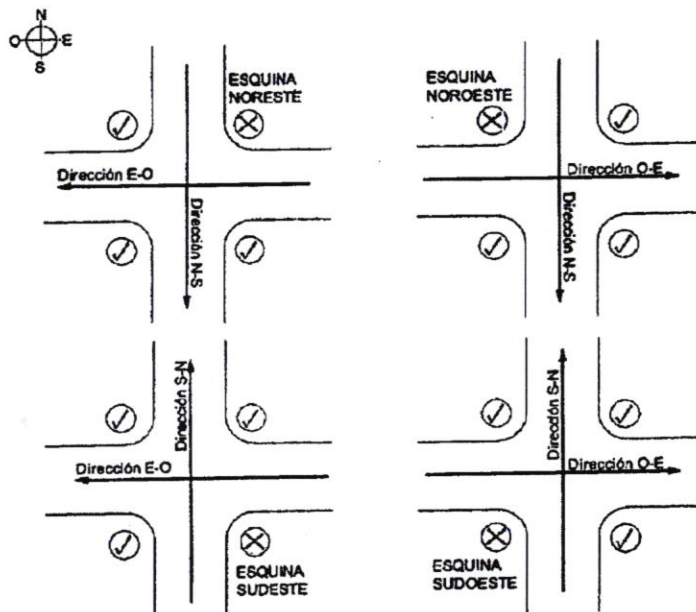 N
O E
S
ESQUINA
NORESTE
Dirección E-O
Dirección N-S
ESQUINA
NOROESTE
Dirección O-E
Dirección N-S
Dirección S-N
Dirección E-O
ESQUINA
SUDESTE
Dirección S-N
Dirección O-E
ESQUINA
SUDOESTE